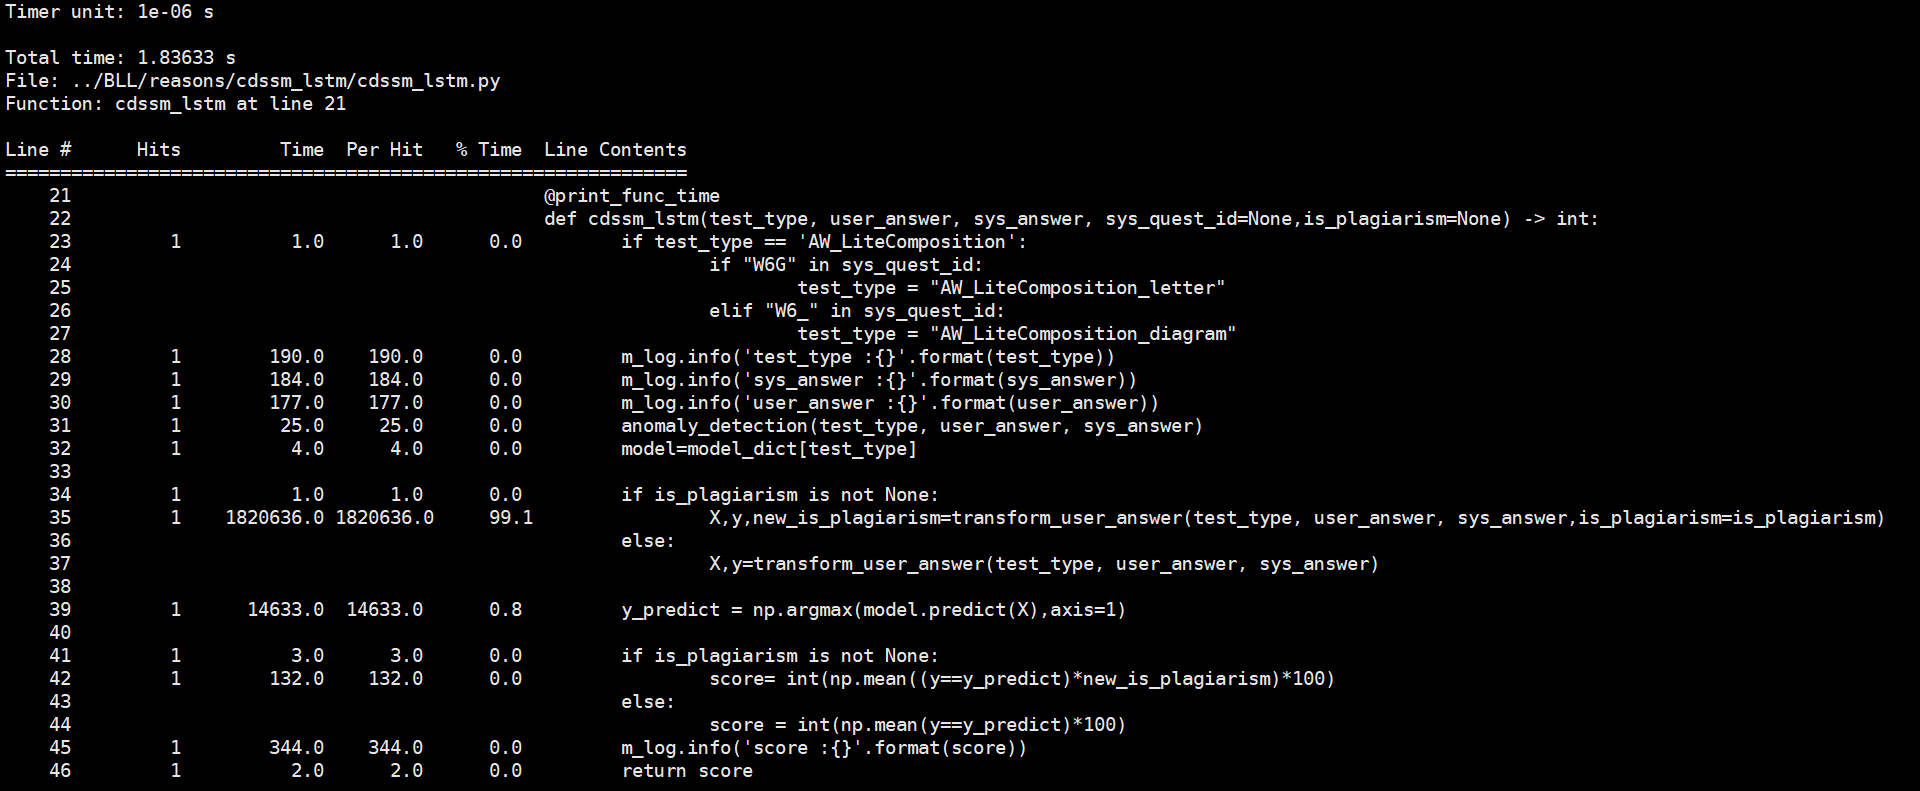 Timer unit: 1e-06 s

Total time: 1.83633 s
File: ../BLL/reasons/cdssm_lstm/cdssm_lstm.py
Function: cdssm_lstm at line 21

Line #      Hits         Time  Per Hit   % Time  Line Contents
==============================================================
    21                                           @print_func_time
    22                                           def cdssm_lstm(test_type, user_answer, sys_answer, sys_quest_id=None,is_plagiarism=None) -> int:
    23         1          1.0      1.0      0.0         if test_type == 'AW_LiteComposition':
    24                                                          if "W6G" in sys_quest_id:
    25                                                                  test_type = "AW_LiteComposition_letter"
    26                                                          elif "W6_" in sys_quest_id:
    27                                                                  test_type = "AW_LiteComposition_diagram"
    28         1        190.0    190.0      0.0         m_log.info('test_type :{}'.format(test_type))
    29         1        184.0    184.0      0.0         m_log.info('sys_answer :{}'.format(sys_answer))
    30         1        177.0    177.0      0.0         m_log.info('user_answer :{}'.format(user_answer))
    31         1         25.0     25.0      0.0         anomaly_detection(test_type, user_answer, sys_answer)
    32         1          4.0      4.0      0.0         model=model_dict[test_type]
    33
    34         1          1.0      1.0      0.0         if is_plagiarism is not None:
    35         1    1820636.0 1820636.0     99.1                X,y,new_is_plagiarism=transform_user_answer(test_type, user_answer, sys_answer,is_plagiarism=is_plagiarism)
    36                                                  else:
    37                                                          X,y=transform_user_answer(test_type, user_answer, sys_answer)
    38
    39         1      14633.0  14633.0      0.8         y_predict = np.argmax(model.predict(X),axis=1)
    40
    41         1          3.0      3.0      0.0         if is_plagiarism is not None:
    42         1        132.0    132.0      0.0                 score= int(np.mean((y==y_predict)*new_is_plagiarism)*100)
    43                                                  else:
    44                                                          score = int(np.mean(y==y_predict)*100)
    45         1        344.0    344.0      0.0         m_log.info('score :{}'.format(score))
    46         1          2.0      2.0      0.0         return score